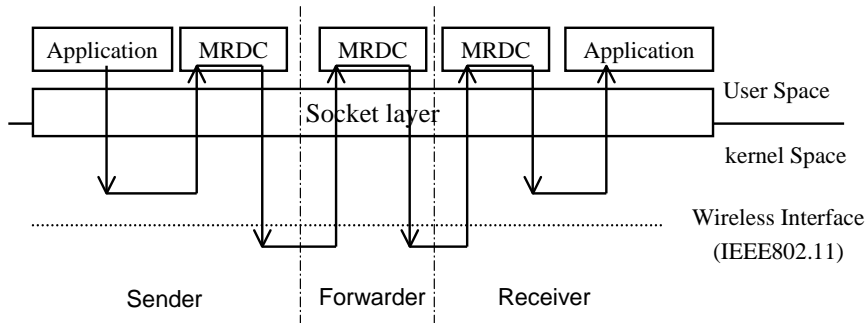 Application
MRDC
MRDC
MRDC
Application
User Space
Socket layer
kernel Space
Wireless Interface
(IEEE802.11)
Sender
Forwarder
Receiver